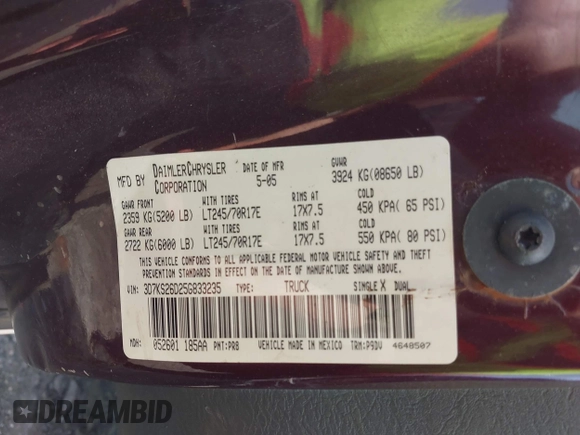 MFD BY DAIMLERCHRYSLER CORPORATION
DATE OF MFR 5-05
GVWR 3924 KG(08650 LB)
GAWR FRONT WITH TIRES RIMS AT COLD
2359 KG(5200 LB) LT245/70R17E 17X7.5 450 KPA( 65 PSI)
GAWR REAR WITH TIRES RIMS AT COLD
2722 KG(6000 LB) LT245/70R17E 17X7.5 550 KPA( 80 PSI)
THIS VEHICLE CONFORMS TO ALL APPLICABLE FEDERAL MOTOR VEHICLE SAFETY AND THEFT
PREVENTION STANDARDS IN EFFECT ON THE DATE OF MANUFACTURE SHOWN ABOVE.
VIN: 3D7KS26D25G833235 TYPE: TRUCK SINGLE X DUAL
MDH: 052601 185AA PNT:PRB VEHICLE MADE IN MEXICO TRM:P9DV 4648507
DREAMBID